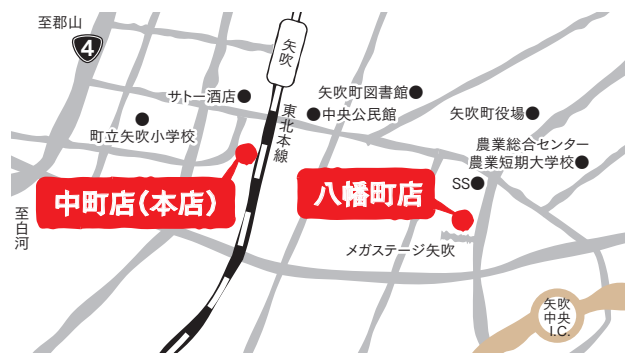 至郡山
4
矢吹
サトー酒店
矢吹町図書館
中央公民館
矢吹町役場
町立矢吹小学校
東北本線
農業総合センター
農業短期大学校
SS
中町店(本店)
八幡町店
至白河
メガステージ矢吹
矢吹
中央
I.C.